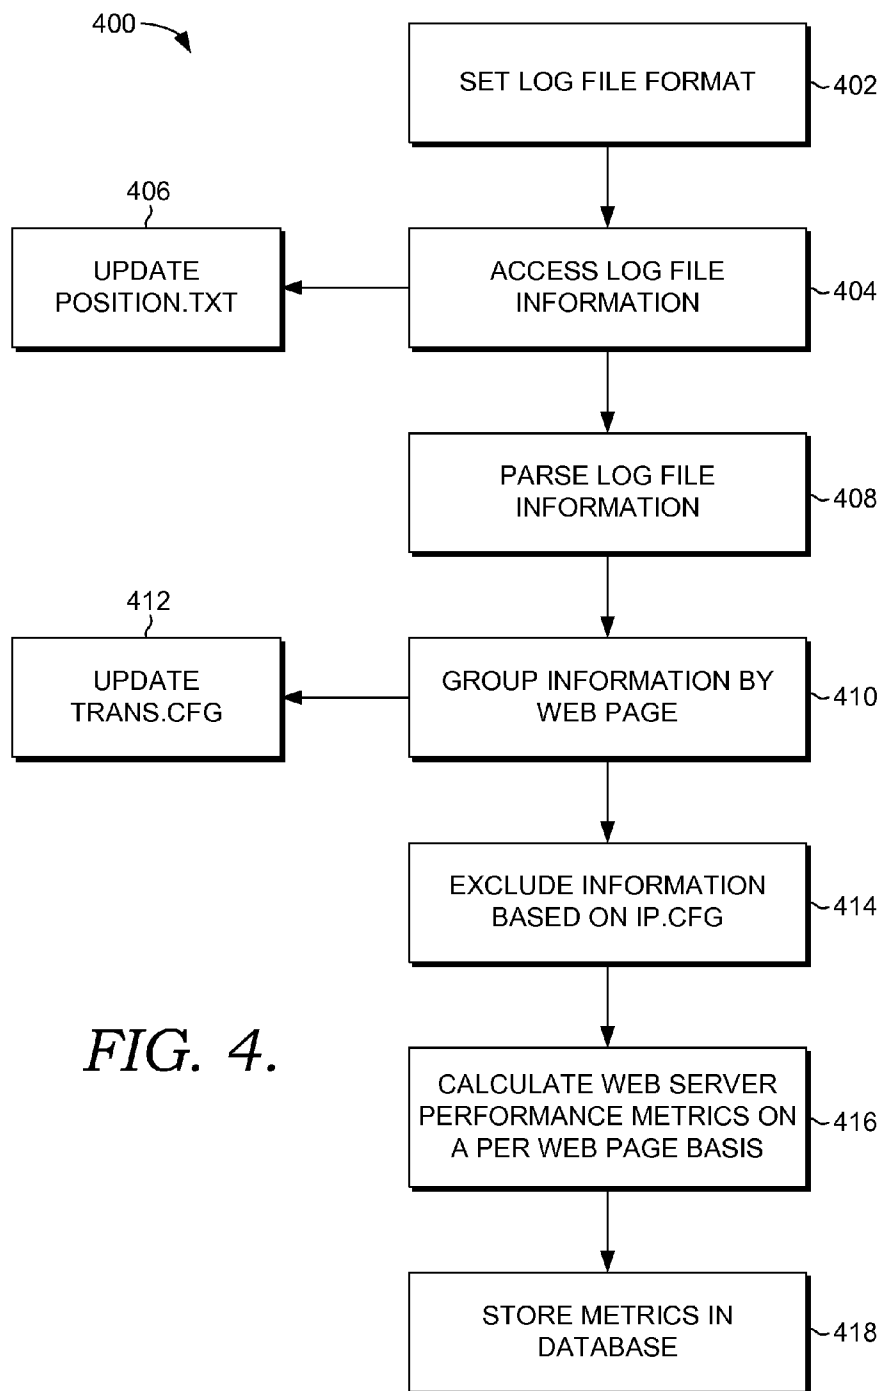 400
SET LOG FILE FORMAT
402
406
UPDATE
POSITION.TXT
ACCESS LOG FILE
INFORMATION
404
PARSE LOG FILE
INFORMATION
408
412
UPDATE
TRANS.CFG
GROUP INFORMATION BY
WEB PAGE
410
EXCLUDE INFORMATION
BASED ON IP.CFG
414
FIG. 4.
CALCULATE WEB SERVER
PERFORMANCE METRICS ON
A PER WEB PAGE BASIS
416
STORE METRICS IN
DATABASE
418